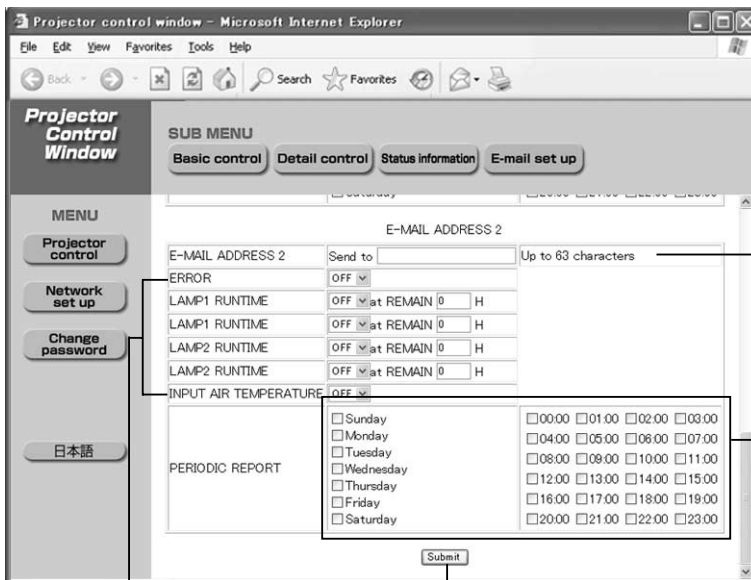 Projector control window - Microsoft Internet Explorer
File Edit View Favorites Tools Help
Back Search Favorites
Projector
Control
Window
SUB MENU
Basic control Detail control Status information E-mail set up
MENU
Projector
control
Network
set up
Change
password
日本語
E-MAIL ADDRESS 2
E-MAIL ADDRESS 2 Send to Up to 63 characters
ERROR OFF
LAMP1 RUNTIME OFF at REMAIN 0 H
LAMP1 RUNTIME OFF at REMAIN 0 H
LAMP2 RUNTIME OFF at REMAIN 0 H
LAMP2 RUNTIME OFF at REMAIN 0 H
INPUT AIR TEMPERATURE OFF
PERIODIC REPORT
Sunday
Monday
Tuesday
Wednesday
Thursday
Friday
Saturday
00:00 01:00 02:00 03:00
04:00 05:00 06:00 07:00
08:00 09:00 10:00 11:00
12:00 13:00 14:00 15:00
16:00 17:00 18:00 19:00
20:00 21:00 22:00 23:00
Submit